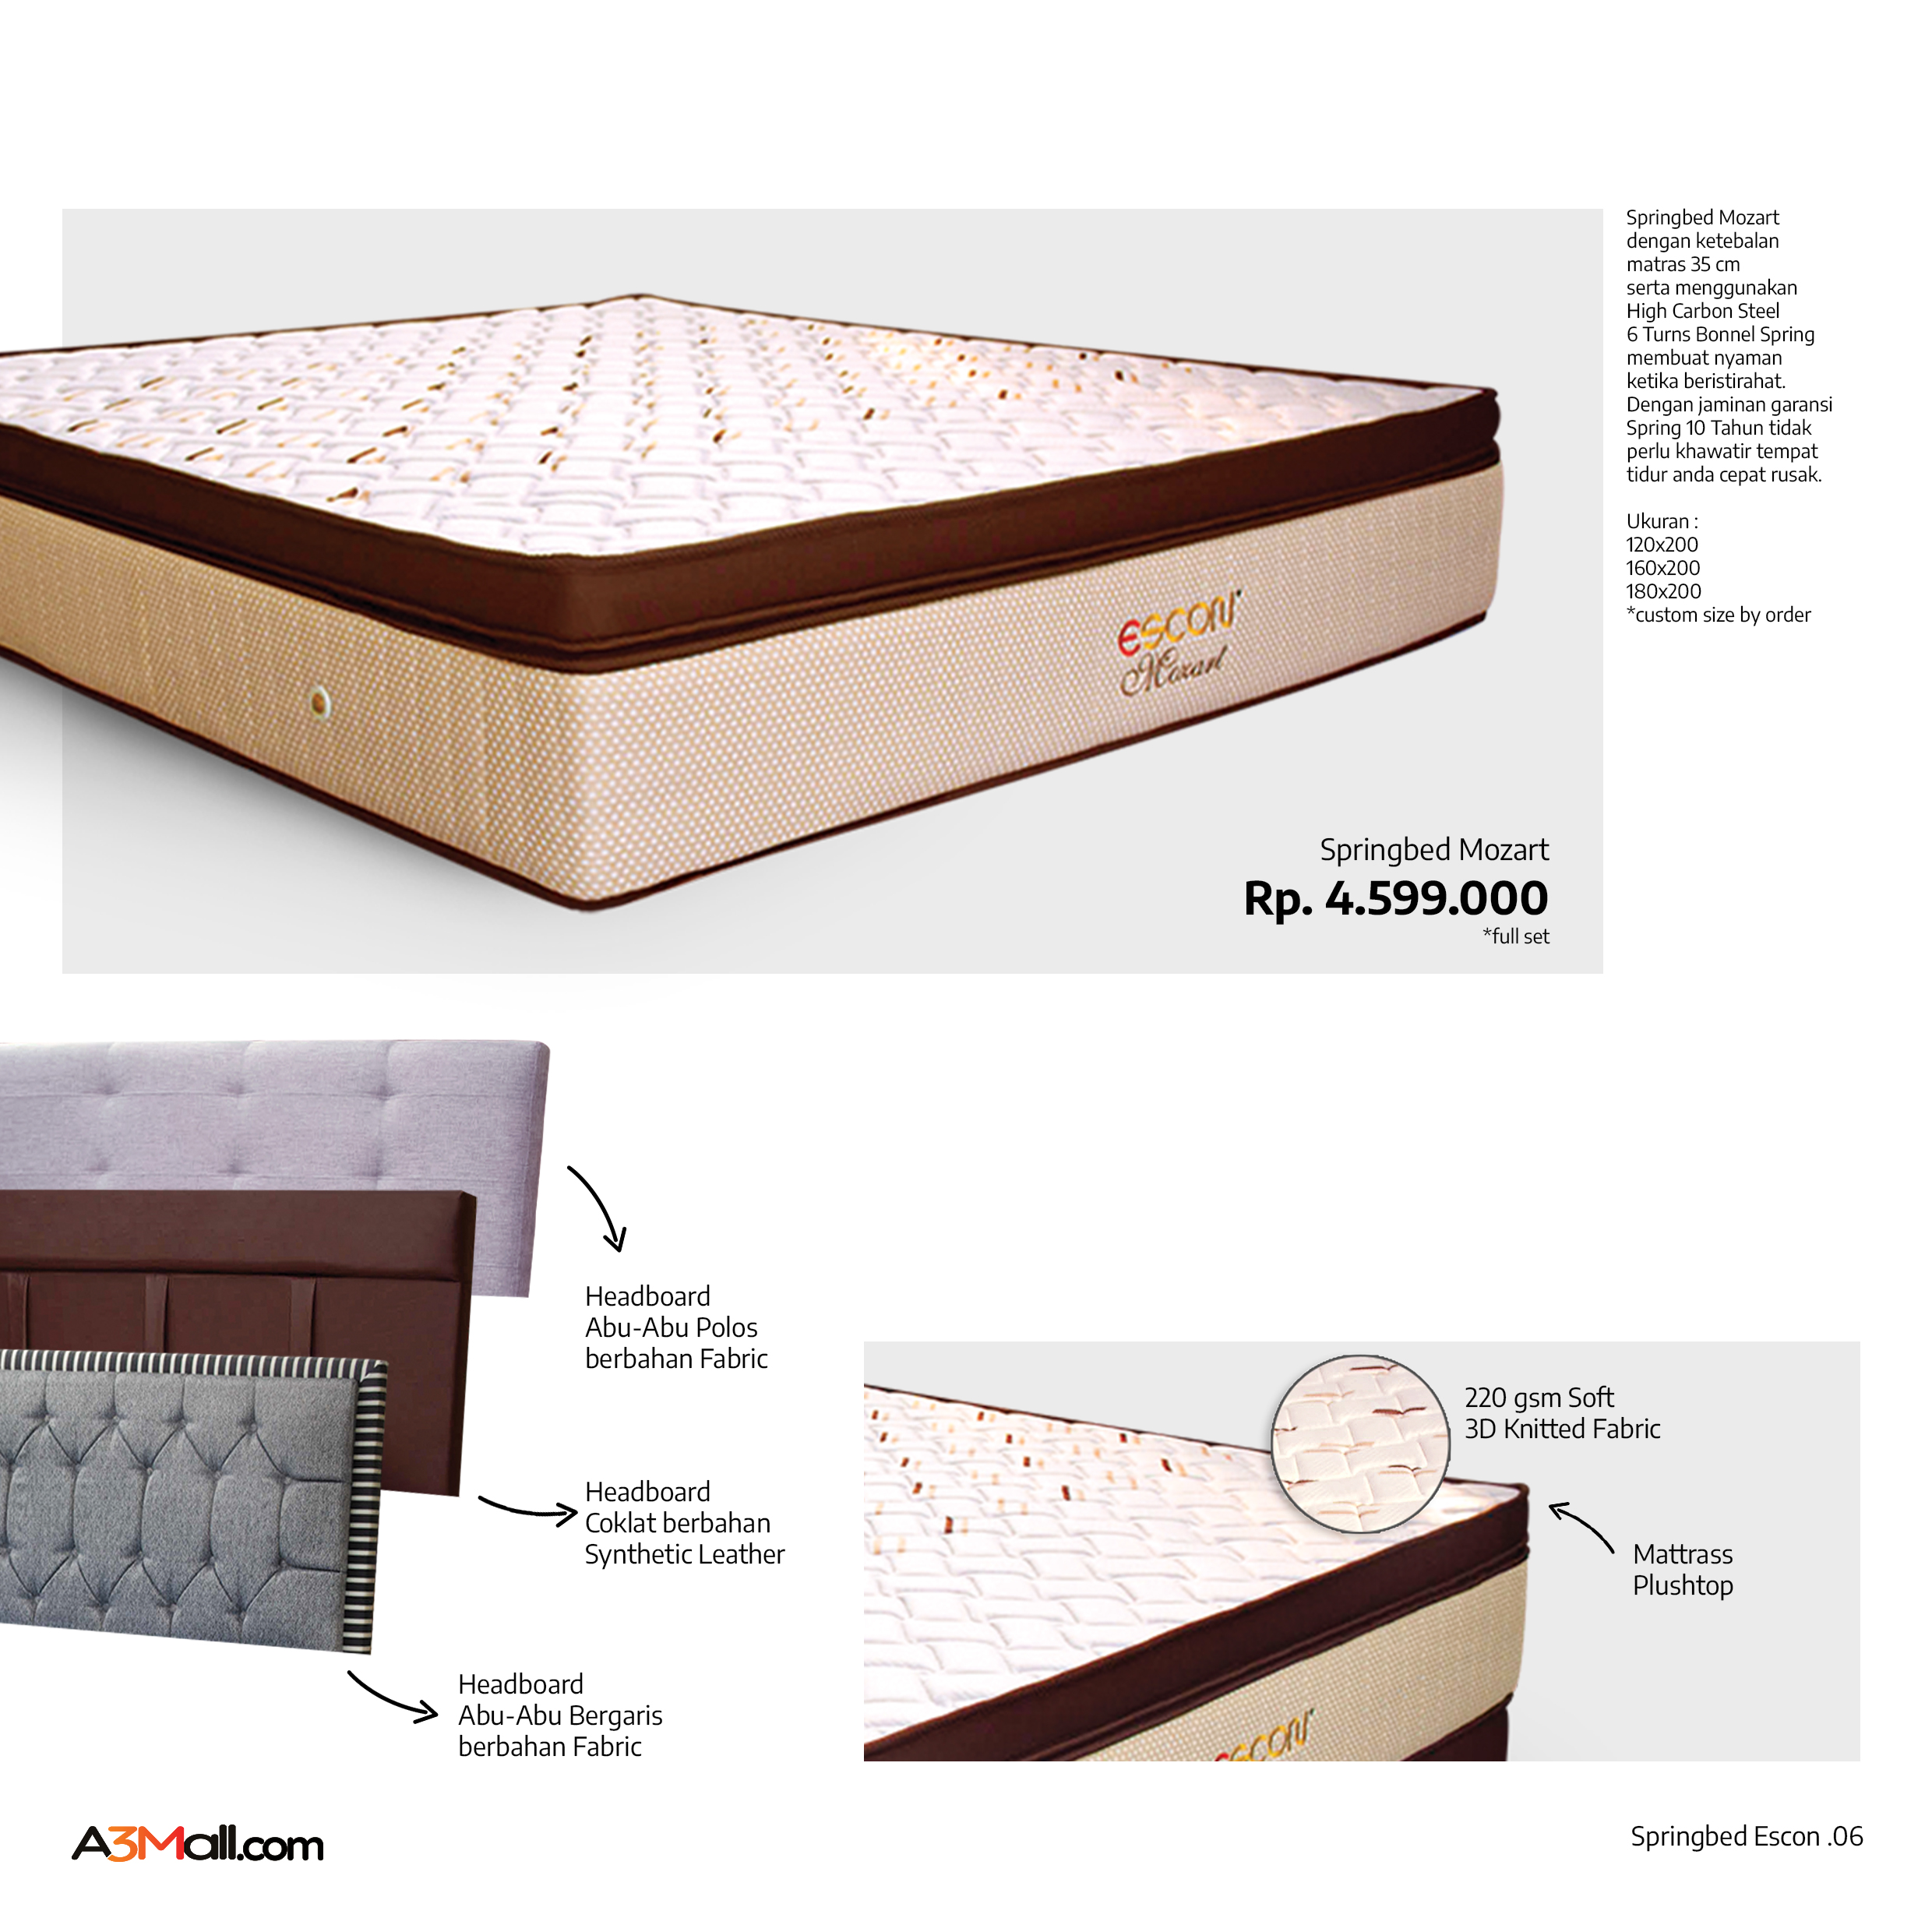 Springbed Mozart
dengan ketebalan
matras 35 cm
serta menggunakan
High Carbon Steel
6 Turns Bonnel Spring
membuat nyaman
ketika beristirahat.
Dengan jaminan garansi
Spring 10 Tahun tidak
perlu khawatir tempat
tidur anda cepat rusak.
Ukuran :
120x200
160x200
180x200
*custom size by order
escon
Mozart
Springbed Mozart
Rp. 4.599.000
*full set
Headboard
Abu-Abu Polos
berbahan Fabric
Headboard
Coklat berbahan
Synthetic Leather
Headboard
Abu-Abu Bergaris
berbahan Fabric
220 gsm Soft
3D Knitted Fabric
Mattrass
Plushtop
escon
A3Mall.com
Springbed Escon .06